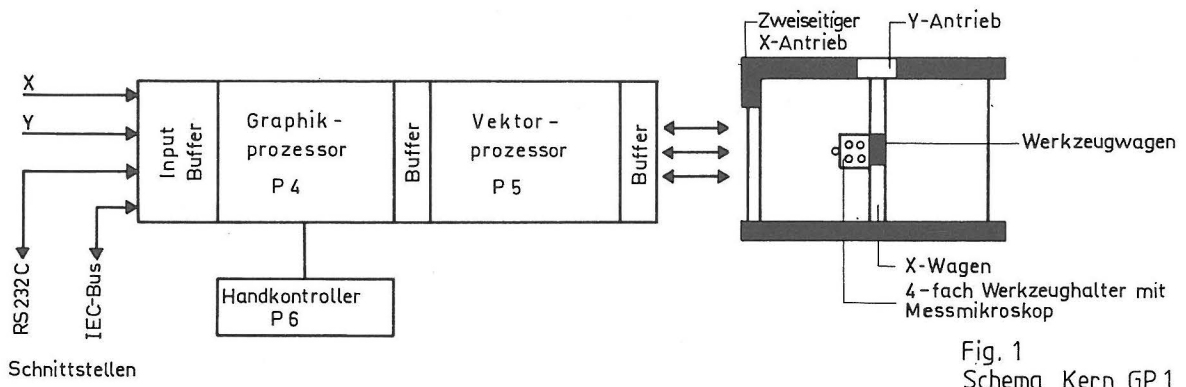 X
Y
RS232C
IEC-Bus
Schnittstellen
Input
Buffer
Graphik-
prozessor
P4
Buffer
Vektor-
prozessor
P5
Buffer
Handkontroller
P6
Zweiseitiger
X-Antrieb
Y-Antrieb
Werkzeugwagen
X-Wagen
4-fach Werkzeughalter mit
Messmikroskop
Fig. 1
Schema Kern GP1